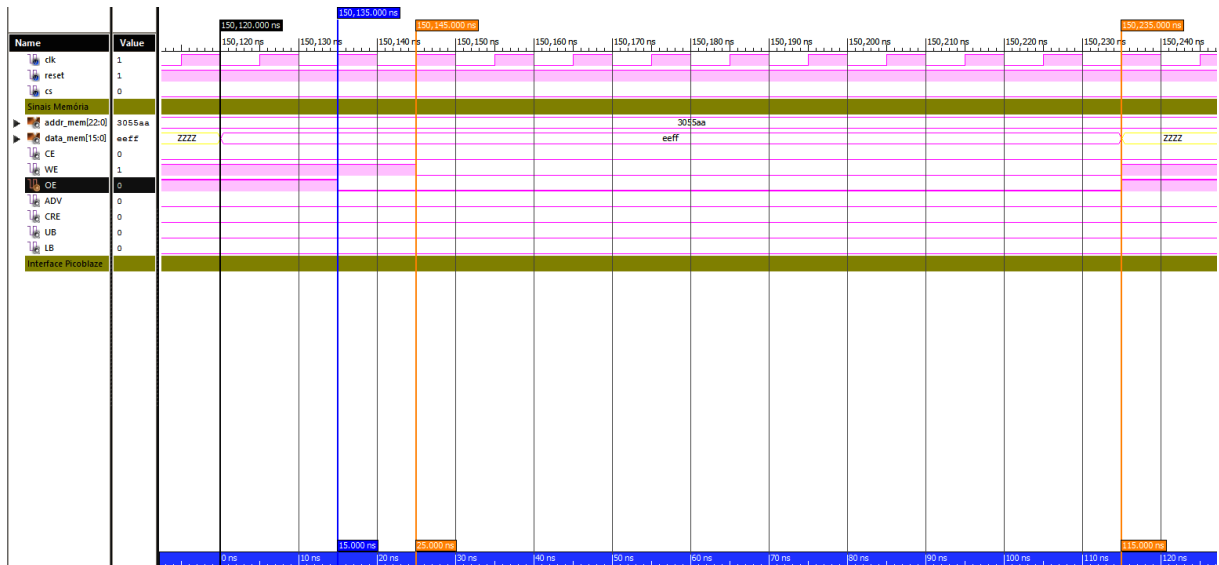 150,135.000 ns
150,120.000 ns 150,145.000 ns 150,235.000 ns
Name Value 150,120 ns 150,130 ns 150,140 ns 150,150 ns 150,160 ns 150,170 ns 150,180 ns 150,190 ns 150,200 ns 150,210 ns 150,220 ns 150,230 ns 150,240 ns
clk 1
reset 1
cs 0
Sinais Memória
addr_mem[22:0] 3055aa 3055aa
data_mem[15:0] eeff ZZZZ eeff ZZZZ
CE 0
WE 1
OE 0
ADV 0
CRE 0
UB 0
LB 0
Interface Picoblaze
15.000 ns 25.000 ns 115.000 ns
0 ns 10 ns 20 ns 30 ns 40 ns 50 ns 60 ns 70 ns 80 ns 90 ns 100 ns 110 ns 120 ns